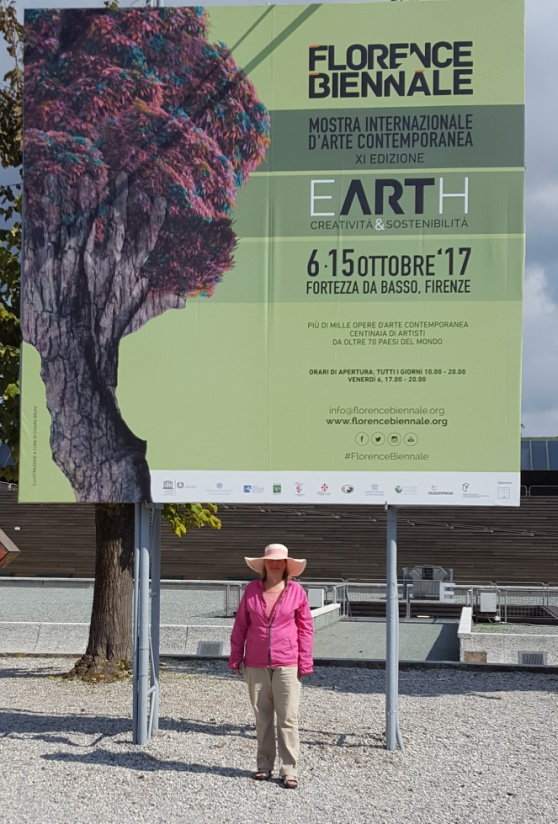 FLORENCE
BIENNALE
MOSTRA INTERNAZIONALE
D'ARTE CONTEMPORANEA
XI EDIZIONE
EARTH
CREATIVITÀ & SOSTENIBILITÀ
6-15 OTTOBRE '17
FORTEZZA DA BASSO, FIRENZE
PIÙ DI MILLE OPERE D'ARTE CONTEMPORANEA
CENTINAIA DI ARTISTI
DA OLTRE 70 PAESI DEL MONDO
ORARI DI APERTURA: TUTTI I GIORNI 10.00 - 20.00
VENERDÌ 6, 17.00 - 20.00
info@florencebiennale.org
www.florencebiennale.org
#FlorenceBiennale